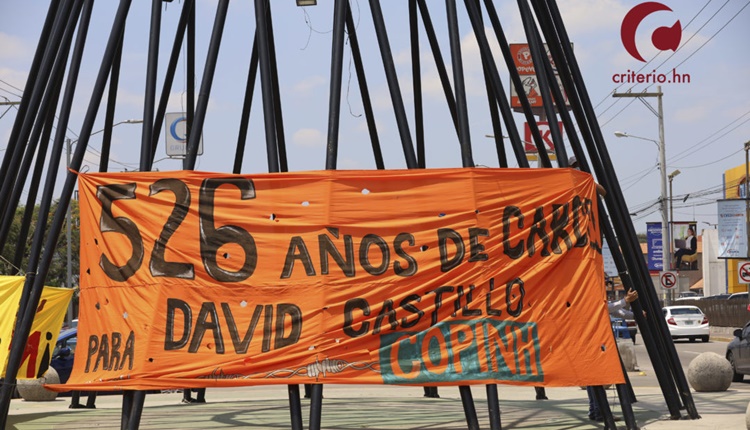 criterio.hn
526 AÑOS DE CARCEL
PARA DAVID CASTILLO
COPINH